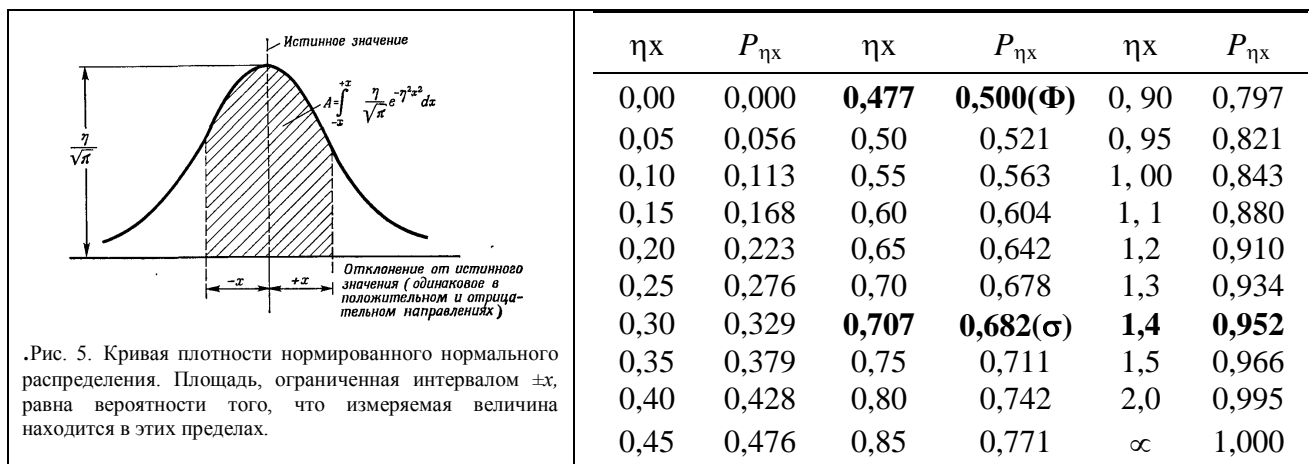 Истинное значение
A=∫₋ₓ⁺ˣ η/√π e^(-η²x²) dx
η/√π
-x
+x
Отклонение от истинного
значения (одинаковое в
положительном и отрица-
тельном направлениях)
.Рис. 5. Кривая плотности нормированного нормального
распределения. Площадь, ограниченная интервалом ±x,
равна вероятности того, что измеряемая величина
находится в этих пределах.
ηx Pηx ηx Pηx ηx Pηx
0,00 0,000 0,477 0,500(Φ) 0, 90 0,797
0,05 0,056 0,50 0,521 0, 95 0,821
0,10 0,113 0,55 0,563 1, 00 0,843
0,15 0,168 0,60 0,604 1, 1 0,880
0,20 0,223 0,65 0,642 1,2 0,910
0,25 0,276 0,70 0,678 1,3 0,934
0,30 0,329 0,707 0,682(σ) 1,4 0,952
0,35 0,379 0,75 0,711 1,5 0,966
0,40 0,428 0,80 0,742 2,0 0,995
0,45 0,476 0,85 0,771 ∝ 1,000